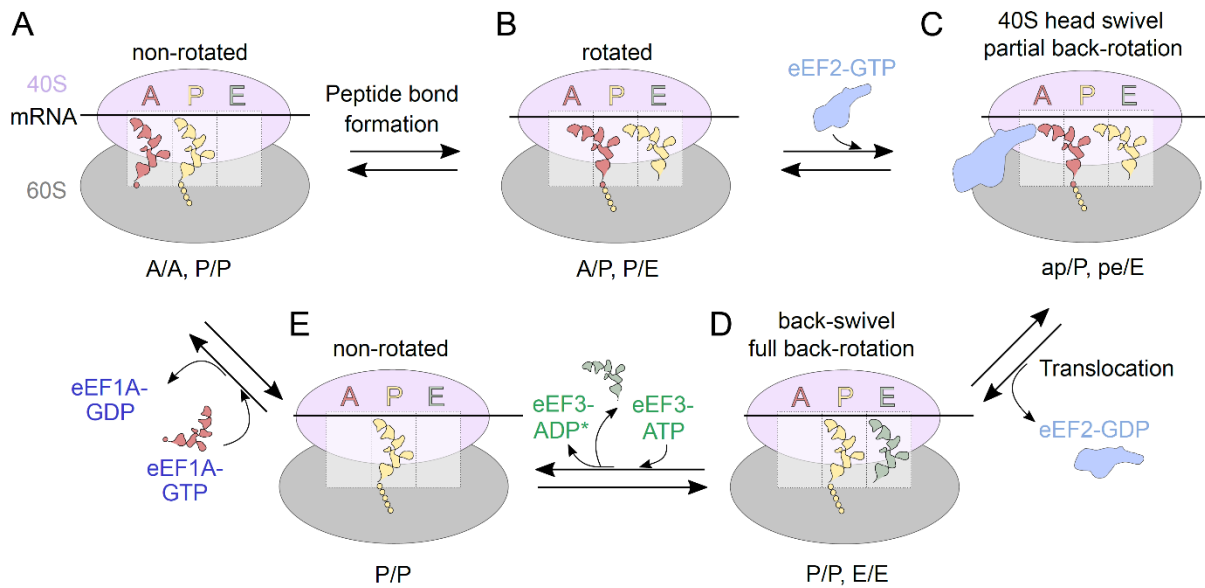 A
non-rotated
40S
mRNA
60S
A P E
A/A, P/P
Peptide bond
formation
B
rotated
A P E
A/P, P/E
eEF2-GTP
C
40S head swivel
partial back-rotation
A P E
ap/P, pe/E
Translocation
eEF2-GDP
D
back-swivel
full back-rotation
A P E
P/P, E/E
eEF3-
ATP
eEF3-
ADP*
E
non-rotated
A P E
P/P
eEF1A-
GDP
eEF1A-
GTP